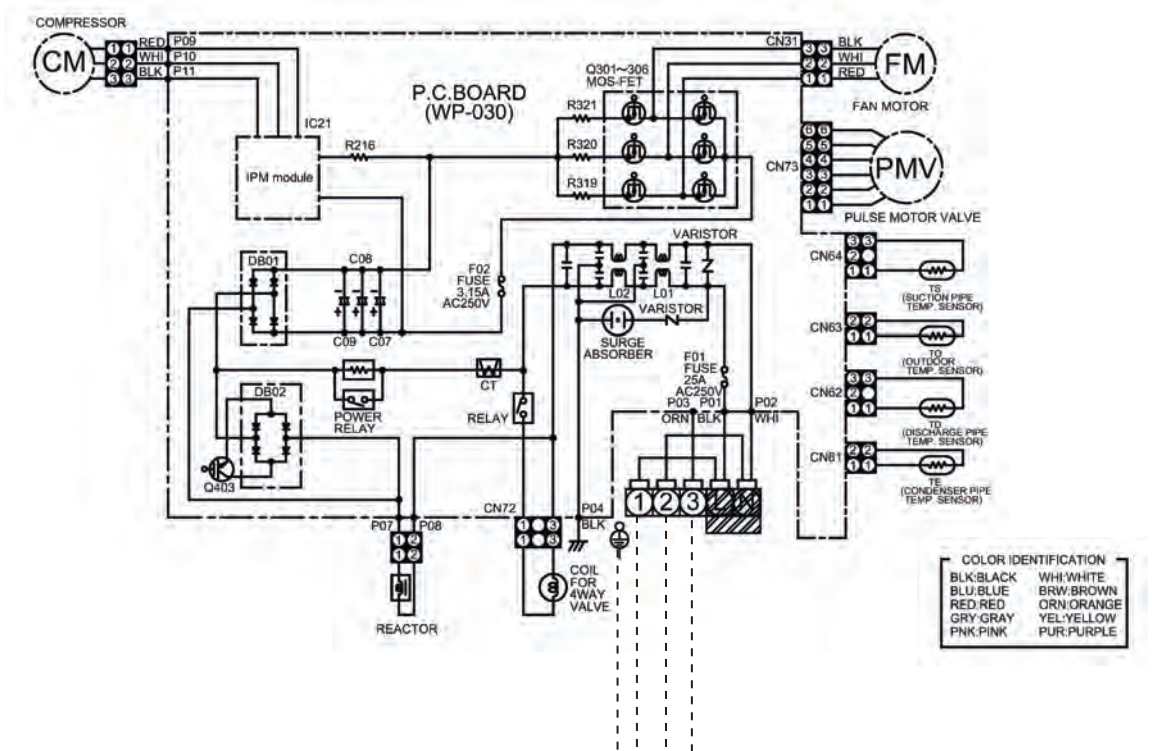 COMPRESSOR
CM
1 1 RED P09
2 2 WHI P10
3 3 BLK P11
P.C.BOARD
(WP-030)
IC21
IPM module
R216
Q301~306
MOS-FET
R321
R320
R319
CN31
3 3 BLK
2 2 WHI
1 1 RED
FM
FAN MOTOR
CN73
6 6
5 5
4 4
3 3
2 2
1 1
PMV
PULSE MOTOR VALVE
CN64
3 3
2
1 1
TS
(SUCTION PIPE
TEMP. SENSOR)
CN63
2 2
1 1
TO
(OUTDOOR
TEMP. SENSOR)
CN62
3 3
2
1 1
TD
(DISCHARGE PIPE
TEMP. SENSOR)
CN61
2 2
1 1
TE
(CONDENSER PIPE
TEMP. SENSOR)
DB01
C08
C09
C07
F02
FUSE
3.15A
AC250V
VARISTOR
L02
L01
VARISTOR
SURGE
ABSORBER
F01
FUSE
25A
AC250V
P03 P01 P02
ORN BLK WHI
CT
RELAY
POWER
RELAY
DB02
Q403
P07 P08
1 2
1 2
REACTOR
CN72
1 3
1 3
P04
BLK
COIL
FOR
4WAY
VALVE
1 2 3 L N
COLOR IDENTIFICATION
BLK:BLACK WHI:WHITE
BLU:BLUE BRW:BROWN
RED:RED ORN:ORANGE
GRY:GRAY YEL:YELLOW
PNK:PINK PUR:PURPLE